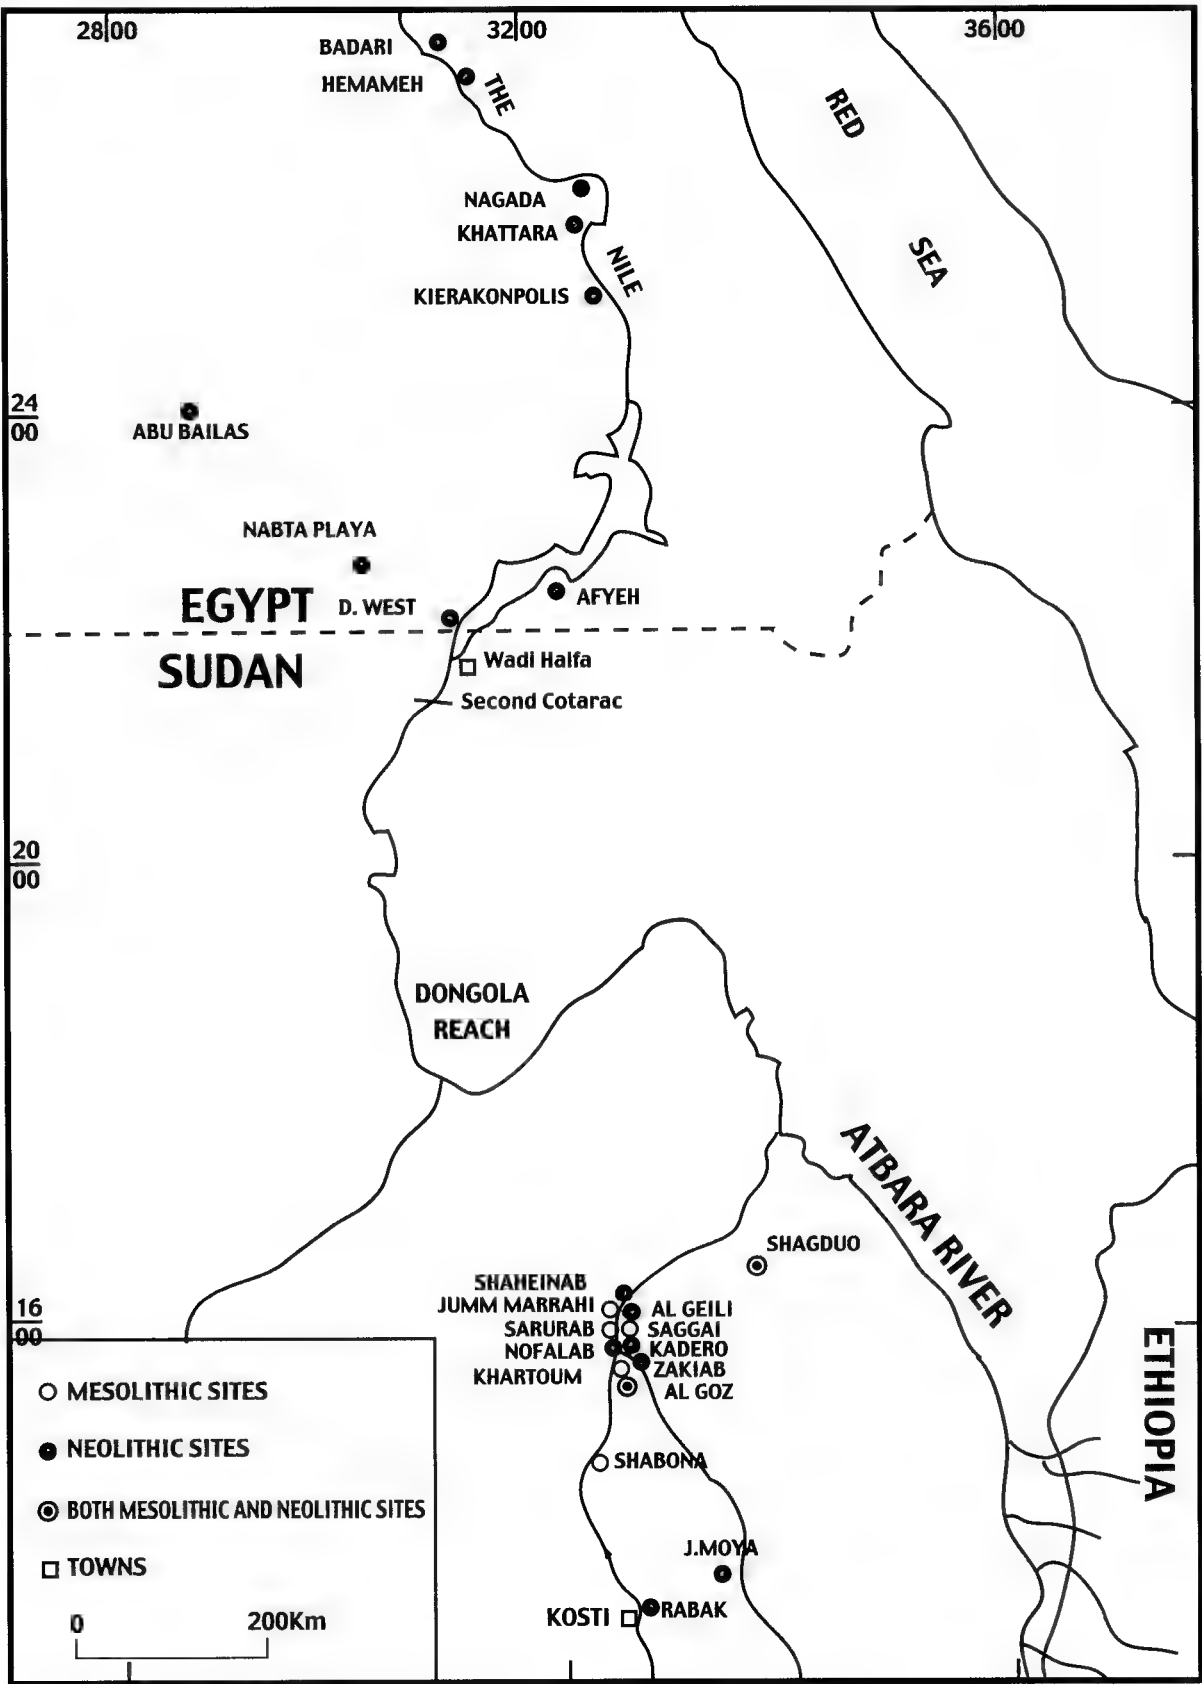 28 00
32 00
36 00
BADARI
HEMAMEH
THE
RED
NAGADA
KHATTARA
NILE
SEA
KIERAKONPOLIS
24
00
ABU BAILAS
NABTA PLAYA
EGYPT
D. WEST
AFYEH
SUDAN
Wadi Halfa
Second Cotarac
20
00
DONGOLA
REACH
ATBARA RIVER
SHAGDUO
SHAHEINAB
JUMM MARRAHI
AL GEILI
16
00
SARURAB
SAGGAI
NOFALAB
KADERO
KHARTOUM
ZAKIAB
AL GOZ
ETHIOPIA
MESOLITHIC SITES
NEOLITHIC SITES
SHABONA
BOTH MESOLITHIC AND NEOLITHIC SITES
J.MOYA
TOWNS
KOSTI
RABAK
0 200Km